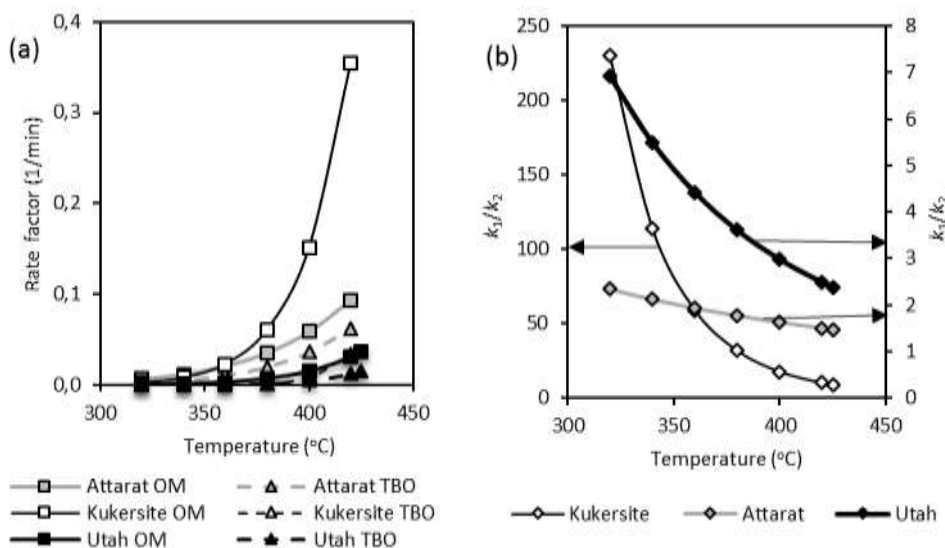 (a)
0,4
0,3
0,2
0,1
0,0
Rate factor (1/min)
300 350 400 450
Temperature (°C)
Attarat OM Attarat TBO
Kukersite OM Kukersite TBO
Utah OM Utah TBO
(b)
250
200
150
100
50
0
k₁/k₂
8
7
6
5
4
3
2
1
0
k₁/k₂
300 350 400 450
Temperature (°C)
Kukersite Attarat Utah